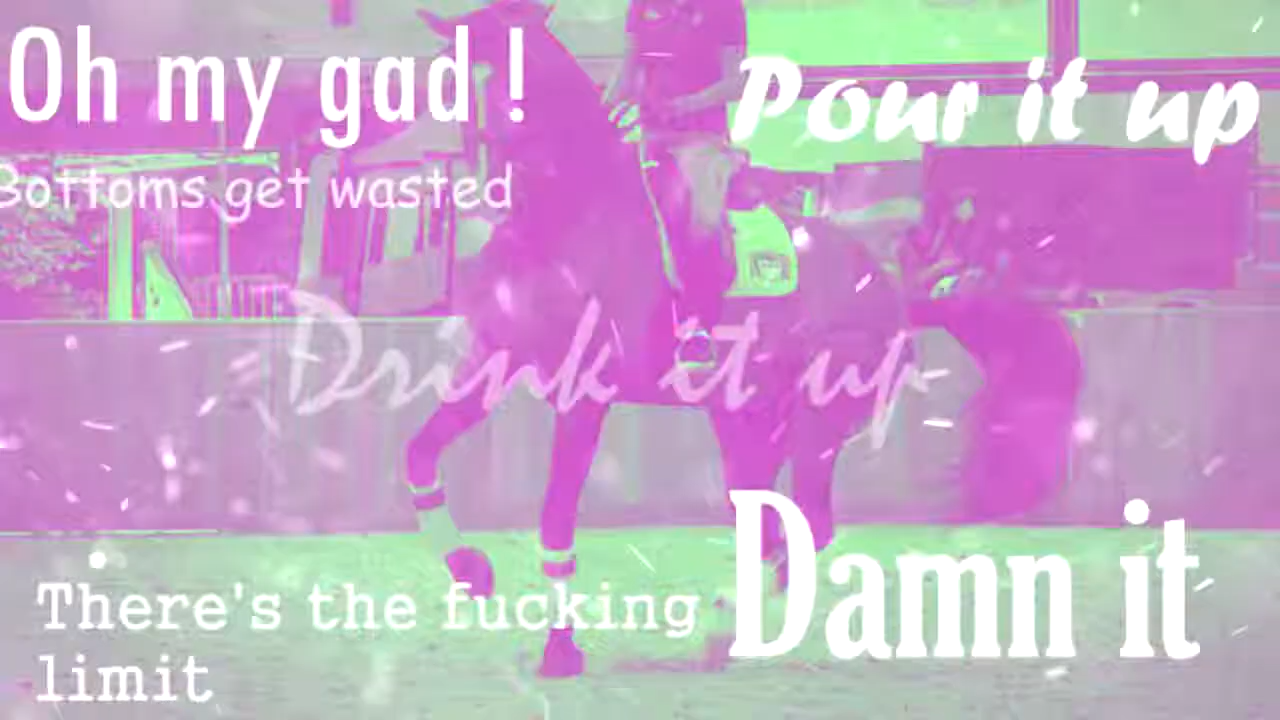 Oh my gad !
Pour it up
Bottoms get wasted
Drink it up
Damn it
There's the fucking
limit